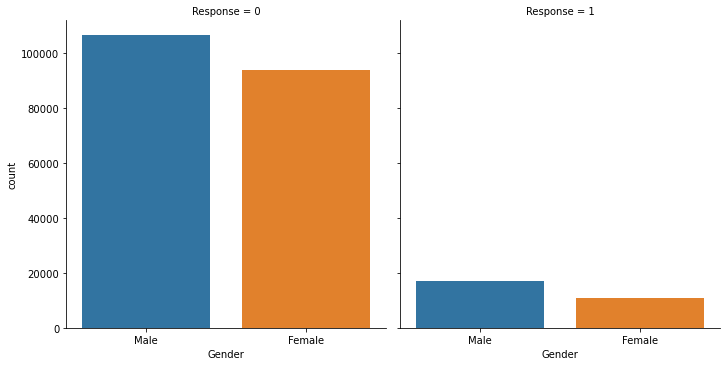 Response = 0
Response = 1
100000
80000
60000
40000
20000
0
count
Male
Female
Male
Female
Gender
Gender